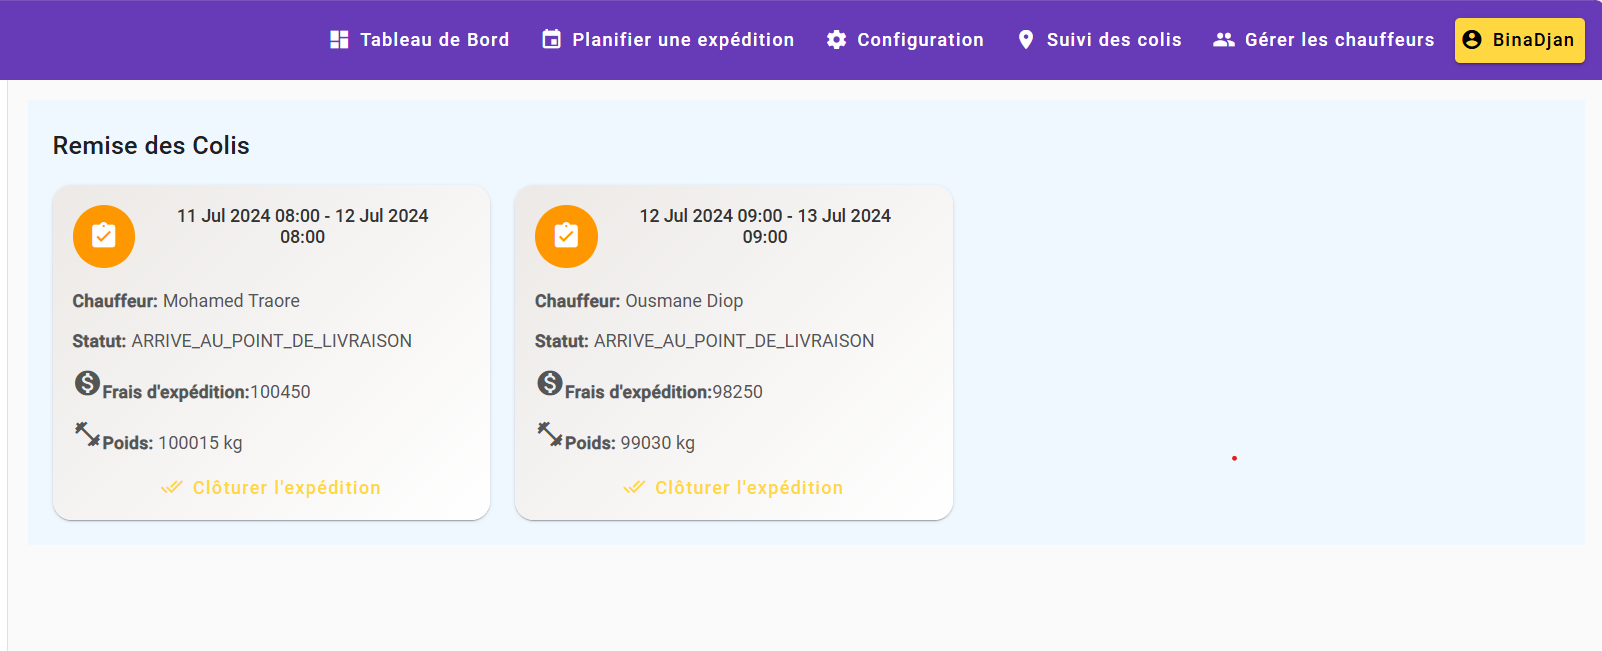 Tableau de Bord Planifier une expédition Configuration Suivi des colis Gérer les chauffeurs BinaDjan
Remise des Colis
11 Jul 2024 08:00 - 12 Jul 2024
08:00
Chauffeur: Mohamed Traore
Statut: ARRIVE_AU_POINT_DE_LIVRAISON
Frais d'expédition:100450
Poids: 100015 kg
Clôturer l'expédition
12 Jul 2024 09:00 - 13 Jul 2024
09:00
Chauffeur: Ousmane Diop
Statut: ARRIVE_AU_POINT_DE_LIVRAISON
Frais d'expédition:98250
Poids: 99030 kg
Clôturer l'expédition